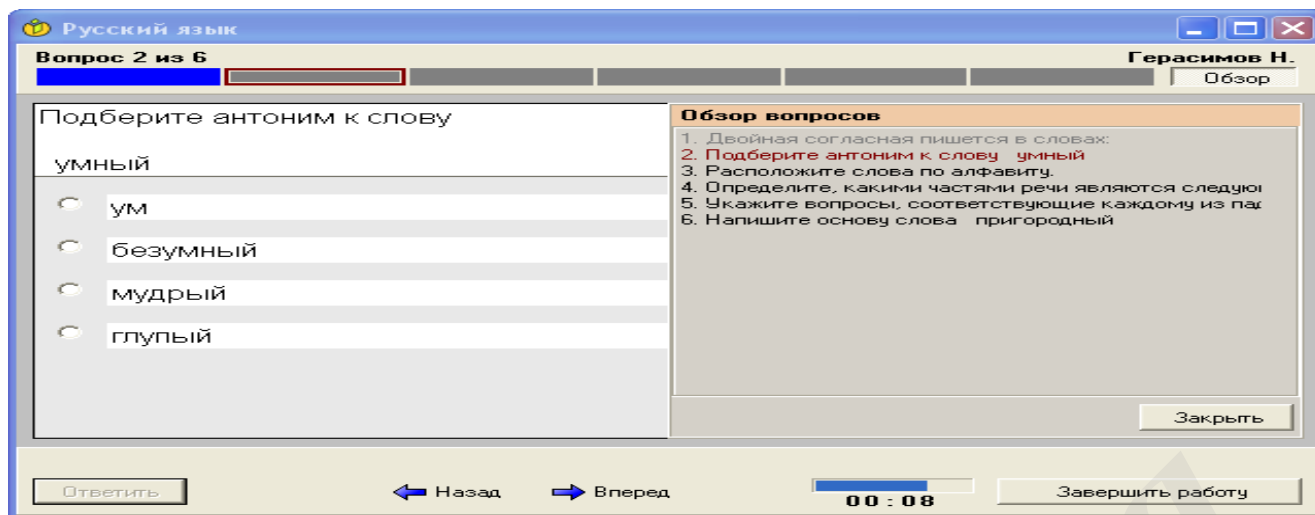 Русский язык
Вопрос 2 из 6
Герасимов Н.
Обзор
Подберите антоним к слову
умный
ум
безумный
мудрый
глупый
Обзор вопросов
1. Двойная согласная пишется в словах:
2. Подберите антоним к слову умный
3. Расположите слова по алфавиту.
4. Определите, какими частями речи являются следую
5. Укажите вопросы, соответствующие каждому из
6. Напишите основу слова пригородный
Закрыть
Ответить
Назад
Вперед
00:08
Завершить работу